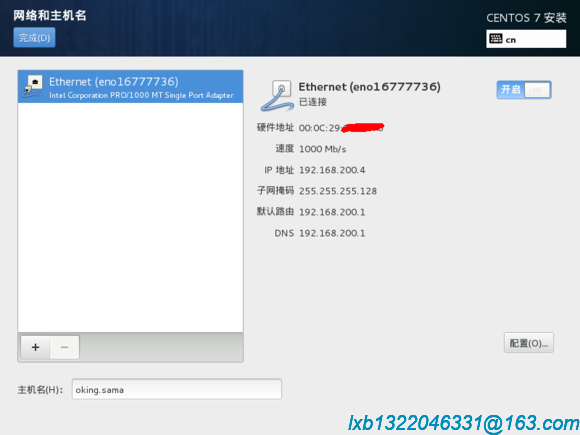 网络和主机名
CENTOS 7 安装
完成(D)
cn
Ethernet (eno16777736)
Intel Corporation PRO/1000 MT Single Port Adapter
Ethernet (eno16777736)
已连接
开启
硬件地址 00:0C:29:
速度 1000 Mb/s
IP 地址 192.168.200.4
子网掩码 255.255.255.128
默认路由 192.168.200.1
DNS 192.168.200.1
+ −
配置(O)...
主机名(H): oking.sama
lxb1322046331@163.com